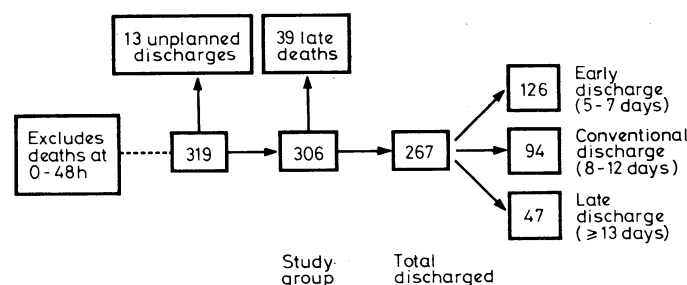 13 unplanned
discharges
39 late
deaths
Excludes
deaths at
0-48h
319
306
267
126
Early
discharge
(5-7 days)
94
Conventional
discharge
(8-12 days)
47
Late
discharge
(≥13 days)
Study
group
Total
discharged